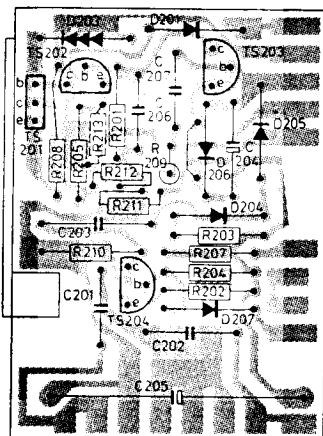 D203
D201
TS202
TS203
c b e
c
b
e
C
207
b
c
e
TS
201
C
206
D205
R208
R205
R213
R201
R
209
D
206
C
204
R212
R211
D204
C203
R203
R210
R207
c
b
e
R204
C201
R202
TS204
D207
C202
C205